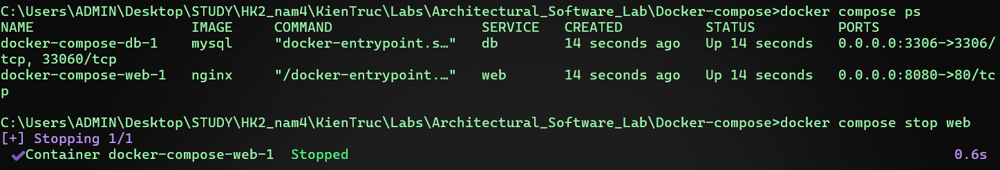 C:\Users\ADMIN\Desktop\STUDY\HK2_nam4\KienTruc\Labs\Architectural_Software_Lab\Docker-compose>docker compose ps
NAME IMAGE COMMAND SERVICE CREATED STATUS PORTS
docker-compose-db-1 mysql "docker-entrypoint.s…" db 14 seconds ago Up 14 seconds 0.0.0.0:3306->3306/
tcp, 33060/tcp
docker-compose-web-1 nginx "/docker-entrypoint.…" web 14 seconds ago Up 14 seconds 0.0.0.0:8080->80/tc
p
C:\Users\ADMIN\Desktop\STUDY\HK2_nam4\KienTruc\Labs\Architectural_Software_Lab\Docker-compose>docker compose stop web
[+] Stopping 1/1
✔Container docker-compose-web-1 Stopped 0.6s